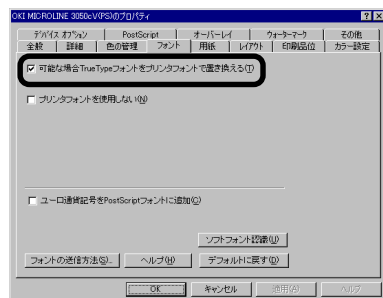 OKI MICROLINE 3050cV(PS)のプロパティ
デバイス オプション PostScript オーバーレイ ウォーターマーク その他
全般 詳細 色の管理 フォント 用紙 レイアウト 印刷品位 カラー設定
可能な場合TrueTypeフォントをプリンタフォントで置き換える(T)
プリンタフォントを使用しない(N)
ユーロ通貨記号をPostScriptフォントに追加(C)
ソフトフォント認識(U)
フォントの送信方法(S)... ヘルプ(H) デフォルトに戻す(D)
OK キャンセル 適用(A) ヘルプ